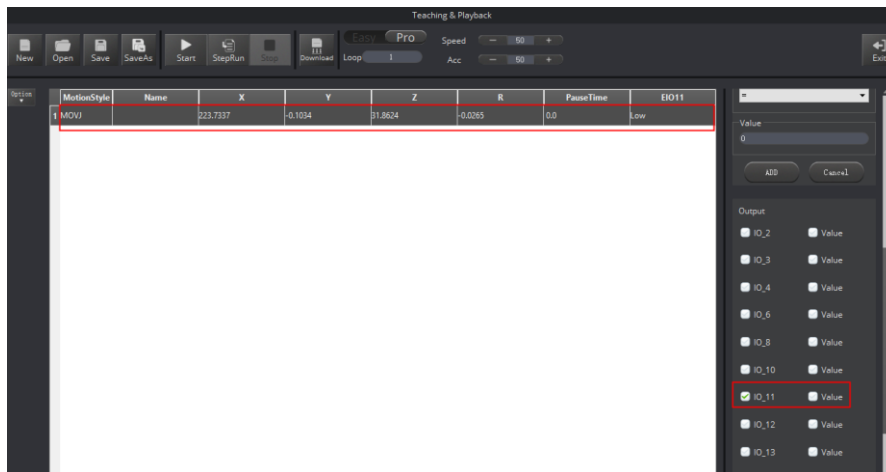 Teaching & Playback
Easy Pro Speed − 50 +
New Open Save SaveAs Start StepRun Stop Download Loop 1 Acc − 50 + Exit
Option
MotionStyle Name X Y Z R PauseTime EIO11
1 MOVJ 223.7337 -0.1034 31.8624 -0.0265 0.0 Low
=
Value
0
ADD Cancel
Output
IO_2 Value
IO_3 Value
IO_4 Value
IO_6 Value
IO_8 Value
IO_10 Value
IO_11 Value
IO_12 Value
IO_13 Value